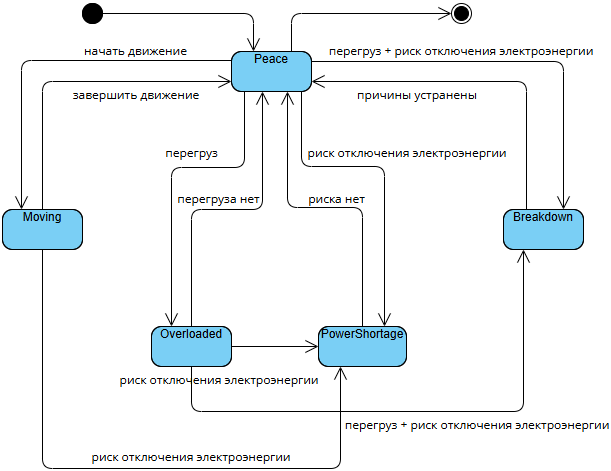 начать движение
Peace
перегруз + риск отключения электроэнергии
завершить движение
причины устранены
перегруз
риск отключения электроэнергии
перегруза нет
риска нет
Moving
Breakdown
Overloaded
PowerShortage
риск отключения электроэнергии
перегруз + риск отключения электроэнергии
риск отключения электроэнергии